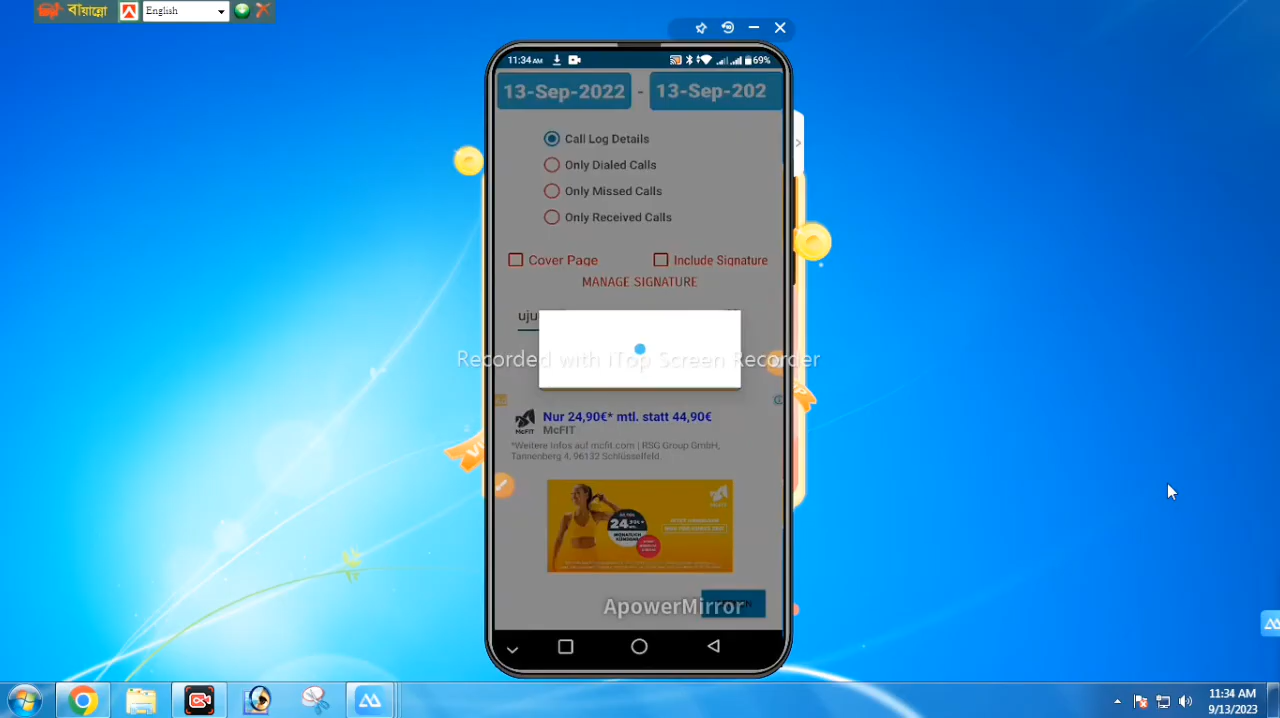 বায়ান্নো English
11:34 AM 69%
13-Sep-2022 - 13-Sep-202
Call Log Details
Only Dialed Calls
Only Missed Calls
Only Received Calls
Cover Page Include Signature
MANAGE SIGNATURE
uju
Recorded with iTop Screen Recorder
Nur 24,90€* mtl. statt 44,90€
McFIT McFIT
*Weitere Infos auf mcfit.com | RSG Group GmbH,
Tannenberg 4, 96132 Schlüsselfeld.
ApowerMirror
11:34 AM
9/13/2023